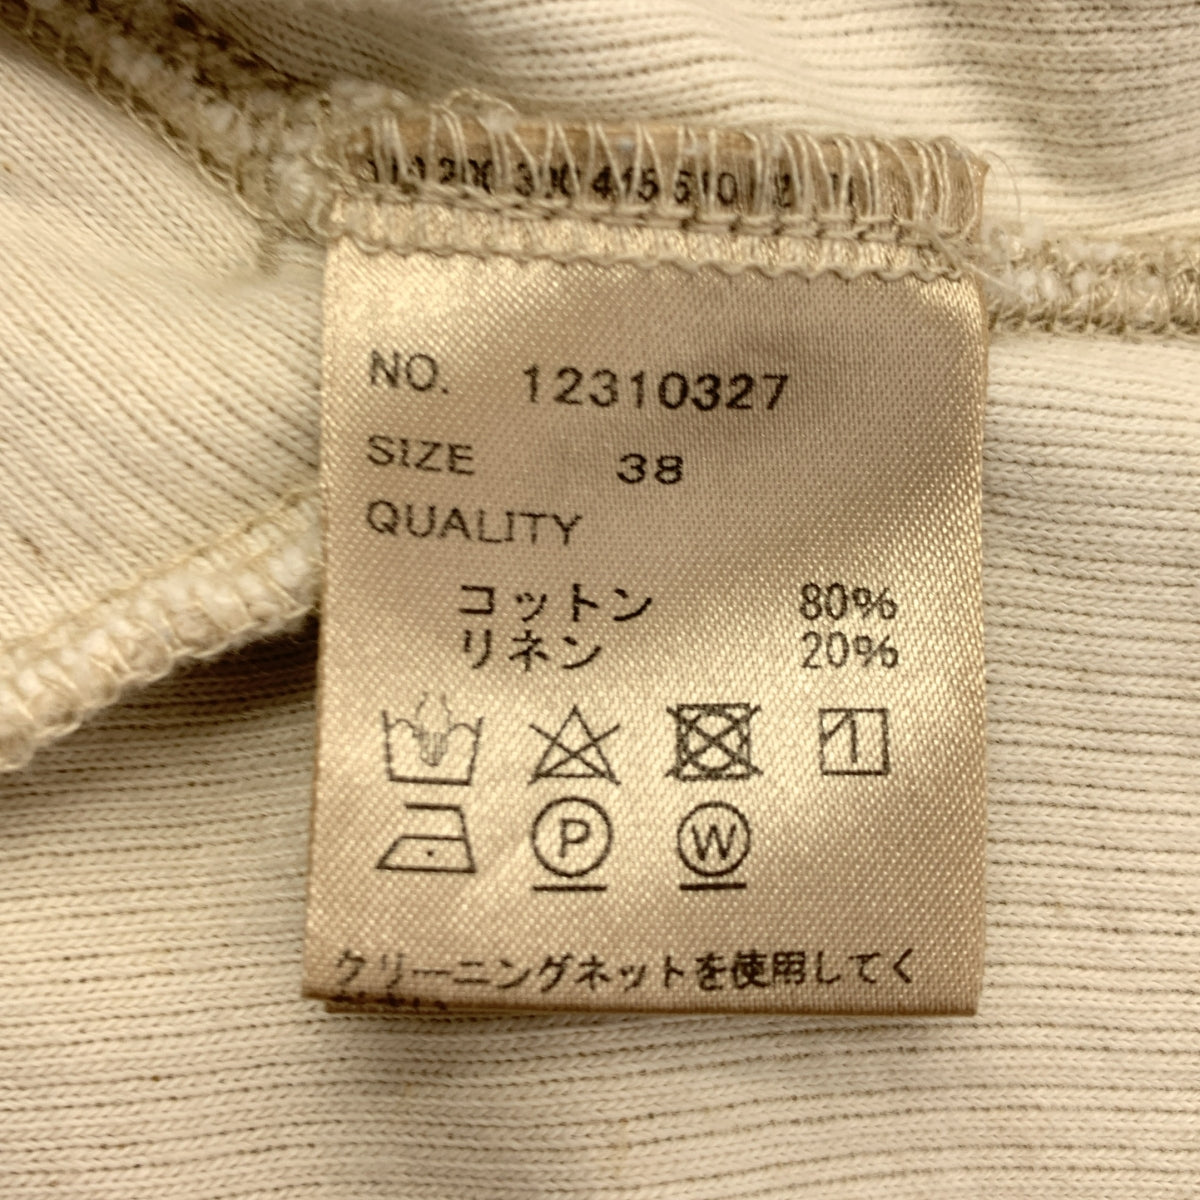 NO. 12310327
SIZE 38
QUALITY
コットン 80%
リネン 20%
P W
クリーニングネットを使用してく